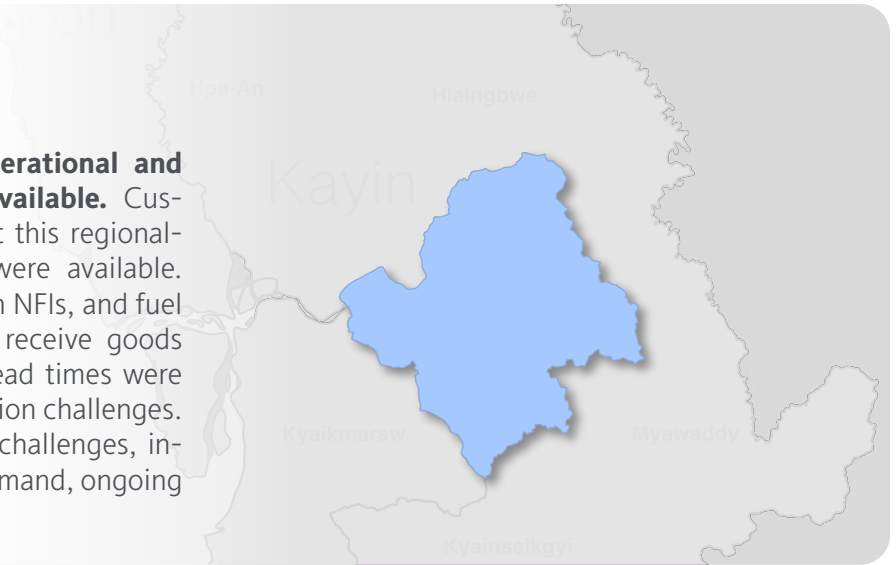 Hpa-An
Hlaingbwe
Kayin
erational and
vailable. Cus-
t this regional-
were available.
n NFIs, and fuel
receive goods
ead times were
ion challenges.
challenges, in-
mand, ongoing
Kyaikmaraw
Myawaddy
Kyainseikgyi